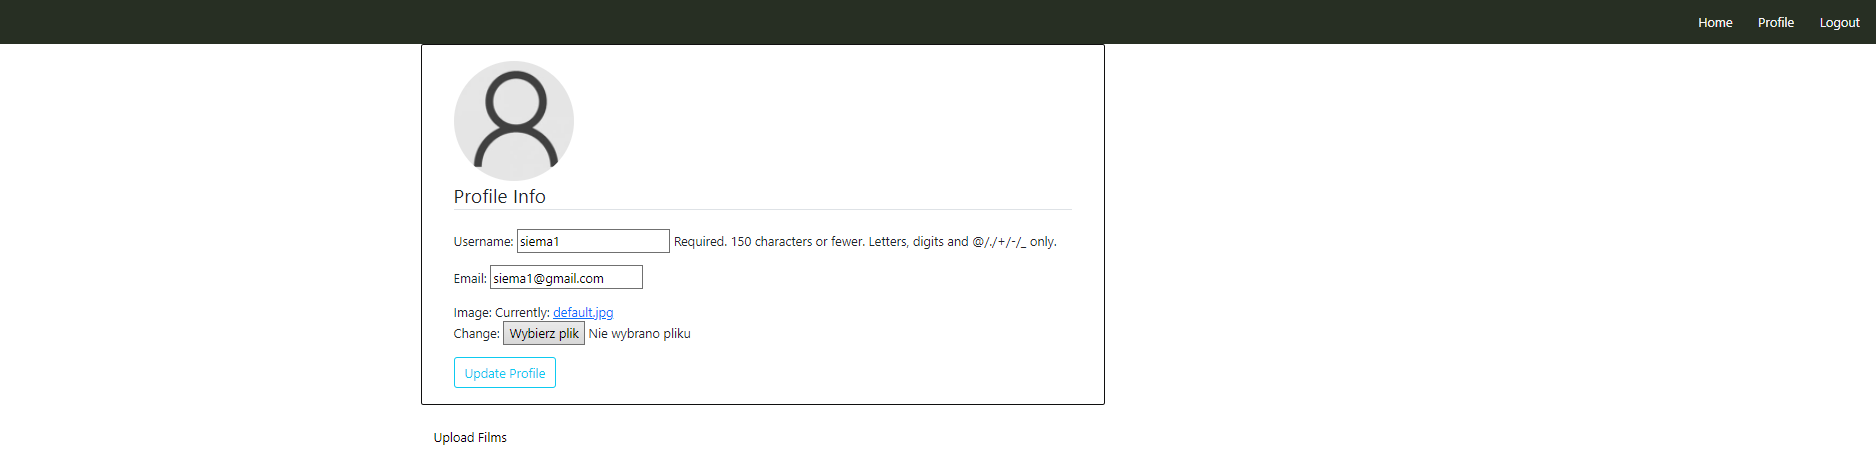 Home Profile Logout
Profile Info
Username: siema1 Required. 150 characters or fewer. Letters, digits and @/./+/-/_ only.
Email: siema1@gmail.com
Image: Currently: default.jpg
Change: Wybierz plik Nie wybrano pliku
Update Profile
Upload Films